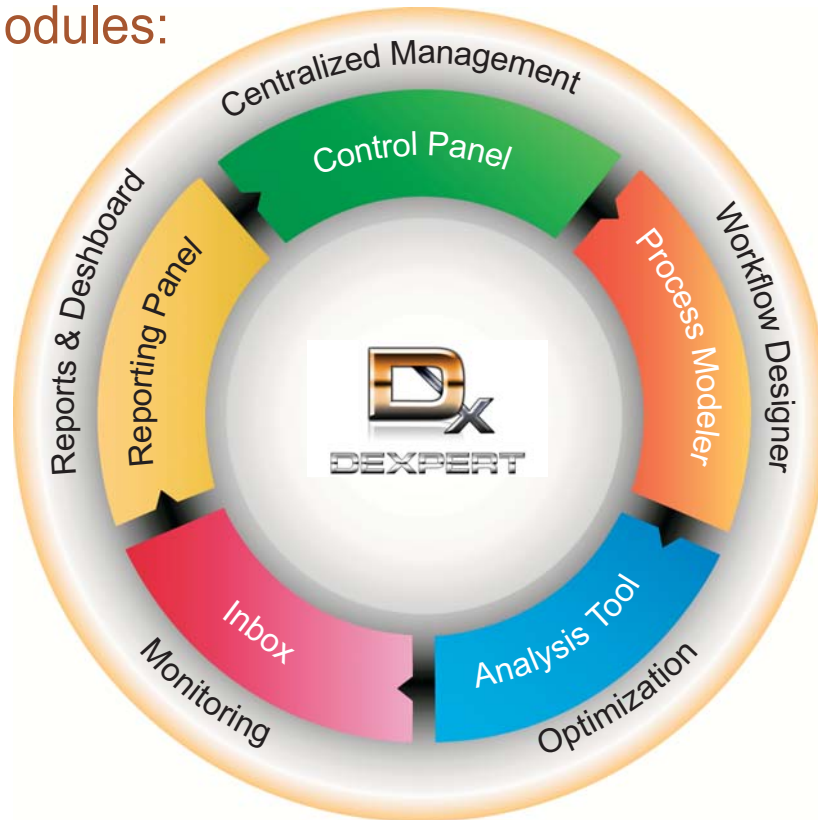 odules:
Centralized Management
Control Panel
Workflow Designer
Process Modeler
Optimization
Analysis Tool
Monitoring
Inbox
Reports & Deshboard
Reporting Panel
Dx
DEXPERT